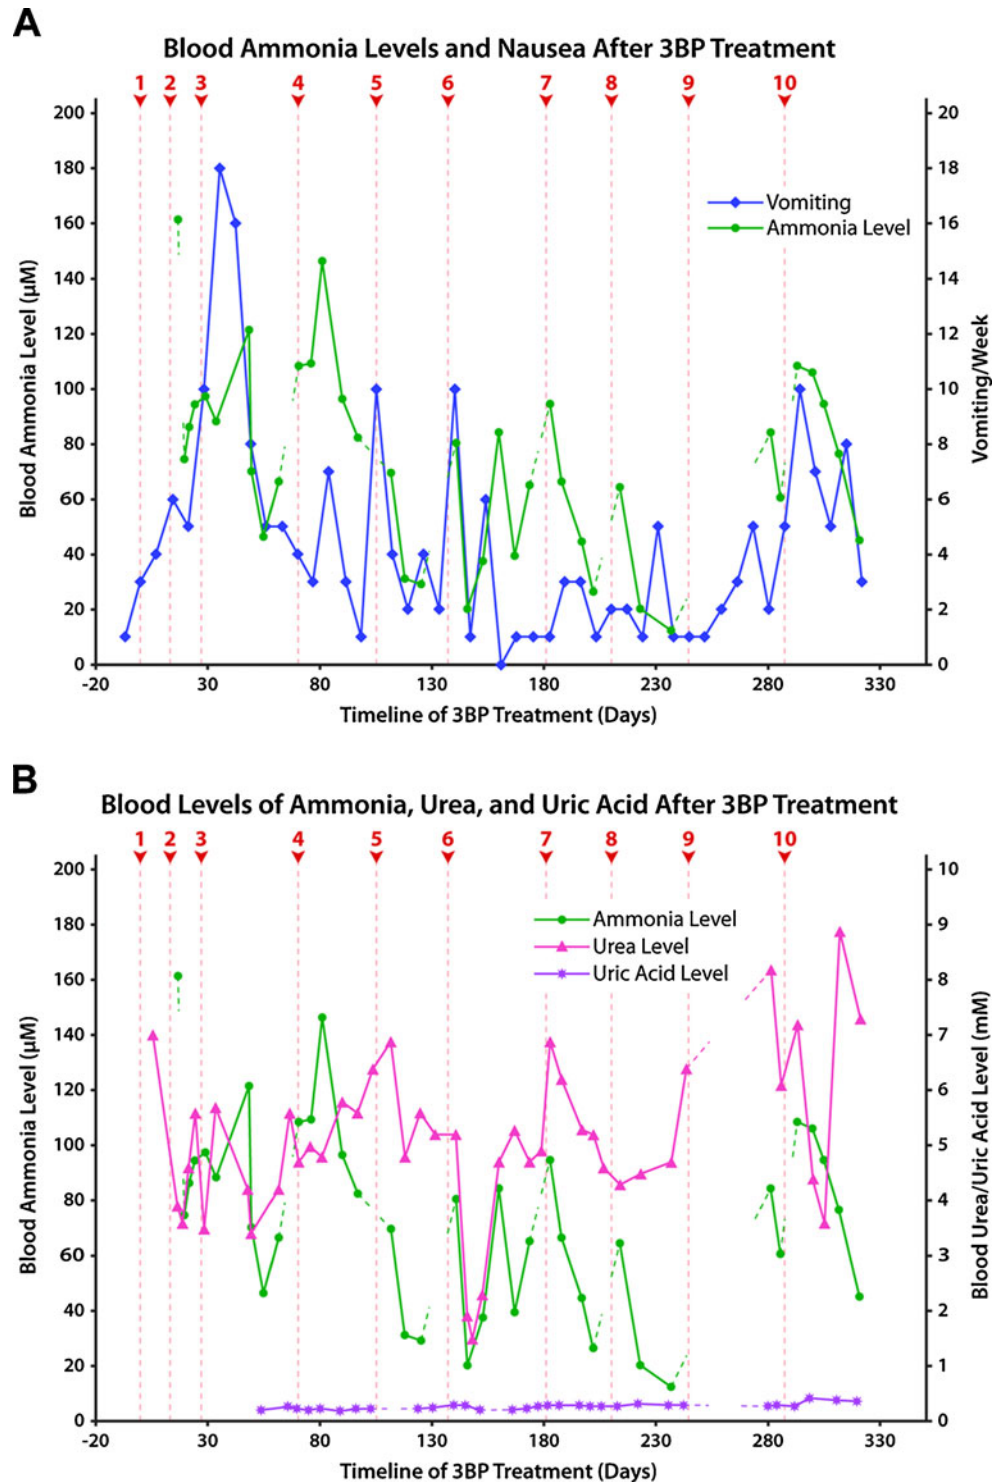 A
Blood Ammonia Levels and Nausea After 3BP Treatment
1 2 3 4 5 6 7 8 9 10
200 20
180 18
160 16
140 14
120 12
100 10
80 8
60 6
40 4
20 2
0 0
Blood Ammonia Level (µM)
Vomiting/Week
Vomiting
Ammonia Level
-20 30 80 130 180 230 280 330
Timeline of 3BP Treatment (Days)
B
Blood Levels of Ammonia, Urea, and Uric Acid After 3BP Treatment
1 2 3 4 5 6 7 8 9 10
200 10
180 9
160 8
140 7
120 6
100 5
80 4
60 3
40 2
20 1
0 0
Blood Ammonia Level (µM)
Blood Urea/Uric Acid Level (mM)
Ammonia Level
Urea Level
Uric Acid Level
-20 30 80 130 180 230 280 330
Timeline of 3BP Treatment (Days)